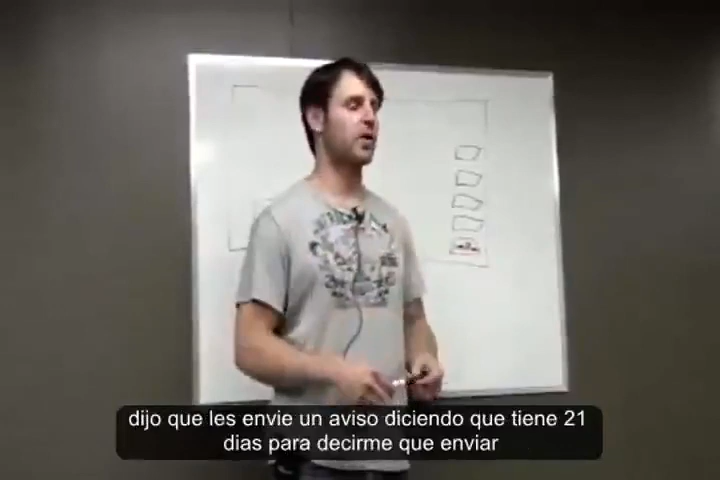 dijo que les envie un aviso diciendo que tiene 21
dias para decirme que enviar